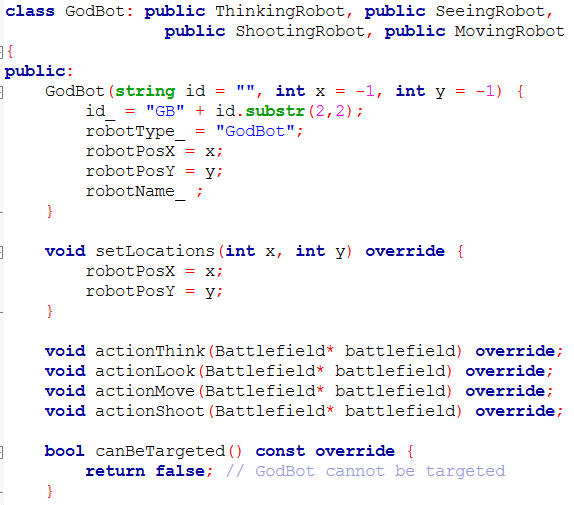 class GodBot: public ThinkingRobot, public SeeingRobot,
              public ShootingRobot, public MovingRobot
{
public:
    GodBot(string id = "", int x = -1, int y = -1) {
        id_ = "GB" + id.substr(2,2);
        robotType_ = "GodBot";
        robotPosX = x;
        robotPosY = y;
        robotName_ ;
    }
    void setLocations(int x, int y) override {
        robotPosX = x;
        robotPosY = y;
    }
    void actionThink(Battlefield* battlefield) override;
    void actionLook(Battlefield* battlefield) override;
    void actionMove(Battlefield* battlefield) override;
    void actionShoot(Battlefield* battlefield) override;
    bool canBeTargeted() const override {
        return false; // GodBot cannot be targeted
    }